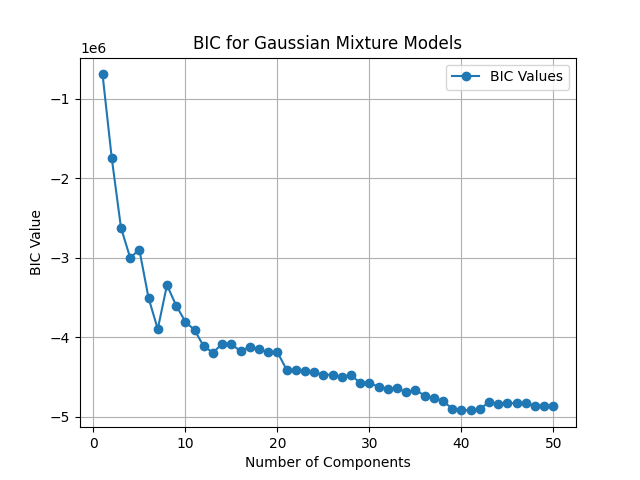 BIC for Gaussian Mixture Models
1e6
BIC Values
−1
−2
−3
−4
−5
BIC Value
0 10 20 30 40 50
Number of Components